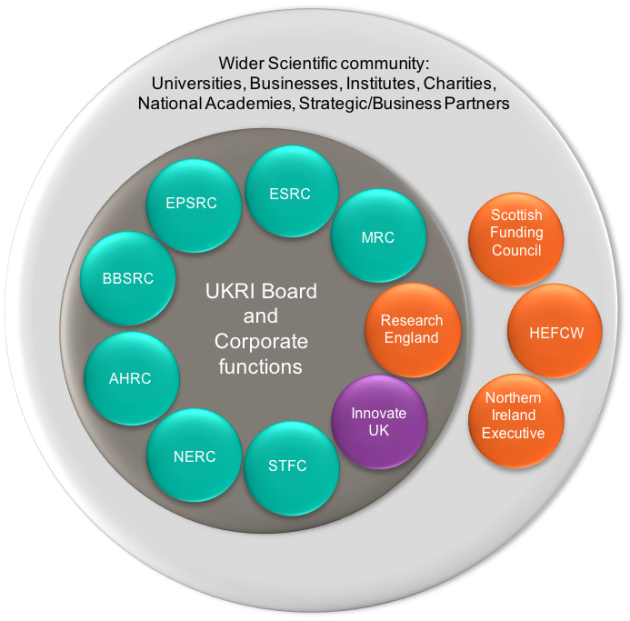 Wider Scientific community:
Universities, Businesses, Institutes, Charities,
National Academies, Strategic/Business Partners
ESRC
EPSRC
MRC
BBSRC
UKRI Board
and
Corporate
functions
Research
England
AHRC
Innovate
UK
NERC
STFC
Scottish
Funding
Council
HEFCW
Northern
Ireland
Executive